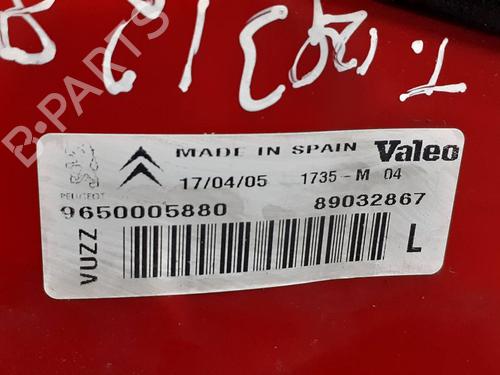 B-PARTS
MADE IN SPAIN Valeo
PEUGEOT 17/04/05 1735-M 04
9650005880 89032867
VUZZ L